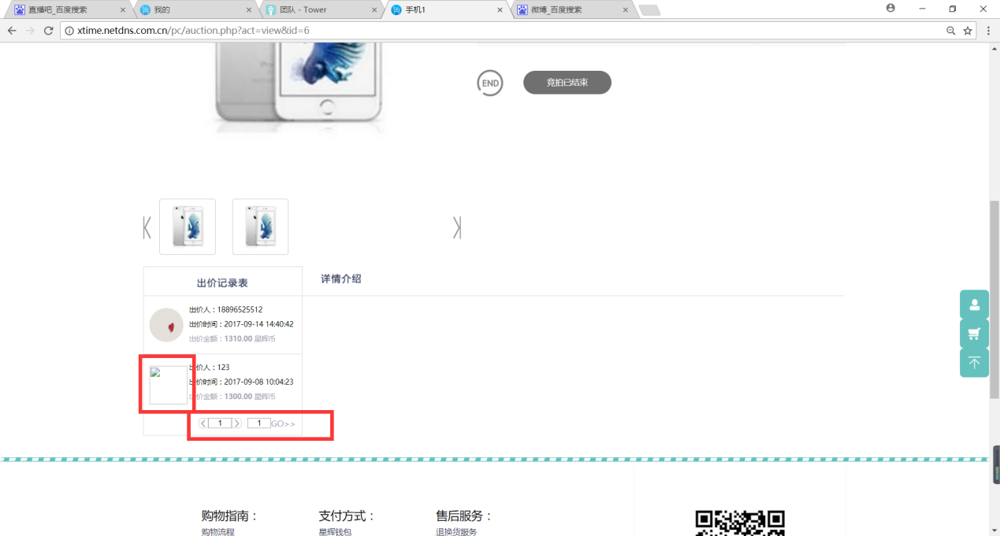 直播吧_百度搜索
我的
团队 - Tower
手机1
微博_百度搜索
xtime.netdns.com.cn/pc/auction.php?act=view&id=6
END
竞拍已结束
出价记录表
详情介绍
出价人：18896525512
出价时间：2017-09-14 14:40:42
出价金额：1310.00 星辉币
出价人：123
出价时间：2017-09-08 10:04:23
出价金额：1300.00 星辉币
1
1
GO>>
购物指南：
支付方式：
售后服务：
购物流程
星辉钱包
退换货服务